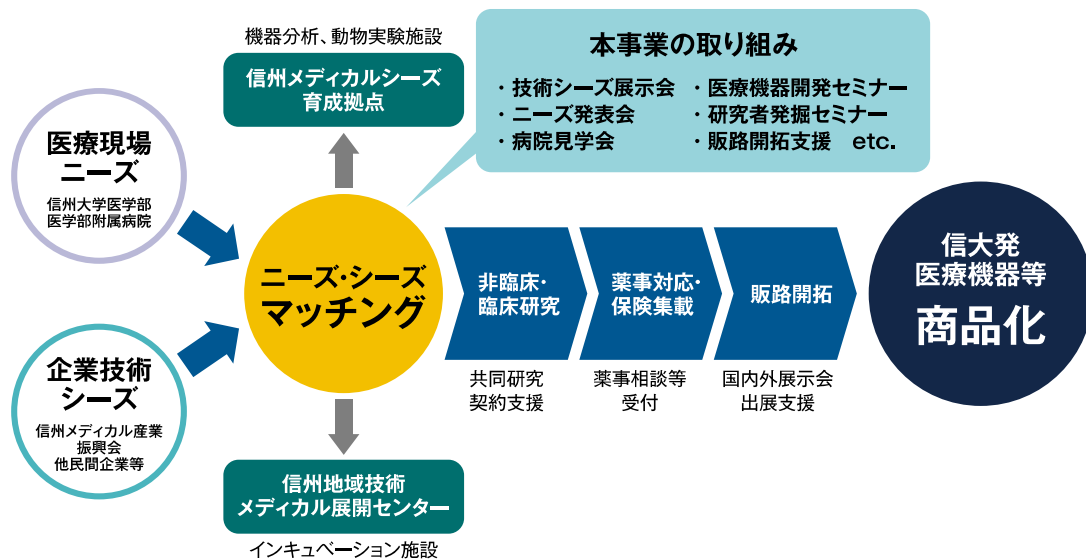 機器分析、動物実験施設
信州メディカルシーズ
育成拠点
本事業の取り組み
・技術シーズ展示会
・ニーズ発表会
・病院見学会
・医療機器開発セミナー
・研究者発掘セミナー
・販路開拓支援 etc.
医療現場
ニーズ
信州大学医学部
医学部附属病院
企業技術
シーズ
信州メディカル産業
振興会
他民間企業等
ニーズ・シーズ
マッチング
非臨床・
臨床研究
共同研究
契約支援
薬事対応・
保険集載
薬事相談等
受付
販路開拓
国内外展示会
出展支援
信大発
医療機器等
商品化
信州地域技術
メディカル展開センター
インキュベーション施設